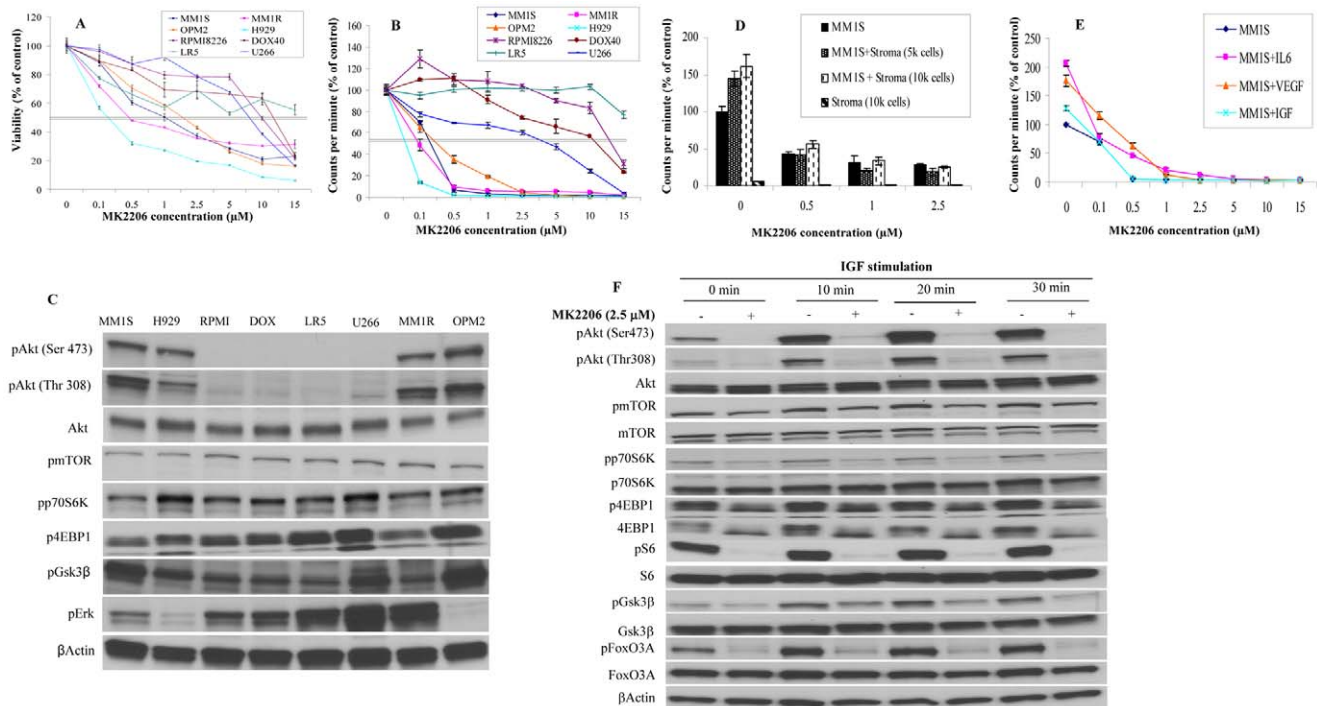 A
MM1S MM1R
OPM2 H929
RPMI8226 DOX40
LR5 U266
Viability (% of control)
120
100
80
60
40
20
0
0 0.1 0.5 1 2.5 5 10 15
MK2206 concentration (µM)
B
MM1S MM1R
OPM2 H929
RPMI8226 DOX40
LR5 U266
Counts per minute (% of control)
160
140
120
100
80
60
40
20
0
0 0.1 0.5 1 2.5 5 10 15
MK2206 concentration (µM)
D
MM1S
MM1S+Stroma (5k cells)
MM1S + Stroma (10k cells)
Stroma (10k cells)
Counts per minute (% of control)
200
150
100
50
0
0 0.5 1 2.5
MK2206 concentration (µM)
E
MM1S
MM1S+IL6
MM1S+VEGF
MM1S+IGF
Counts per minute (% of control)
250
200
150
100
50
0
0 0.1 0.5 1 2.5 5 10 15
MK2206 concentration (µM)
C
MM1S H929 RPMI DOX LR5 U266 MM1R OPM2
pAkt (Ser 473)
pAkt (Thr 308)
Akt
pmTOR
pp70S6K
p4EBP1
pGsk3β
pErk
βActin
F
IGF stimulation
0 min 10 min 20 min 30 min
MK2206 (2.5 µM) - + - + - + - +
pAkt (Ser473)
pAkt (Thr308)
Akt
pmTOR
mTOR
pp70S6K
p70S6K
p4EBP1
4EBP1
pS6
S6
pGsk3β
Gsk3β
pFoxO3A
FoxO3A
βActin